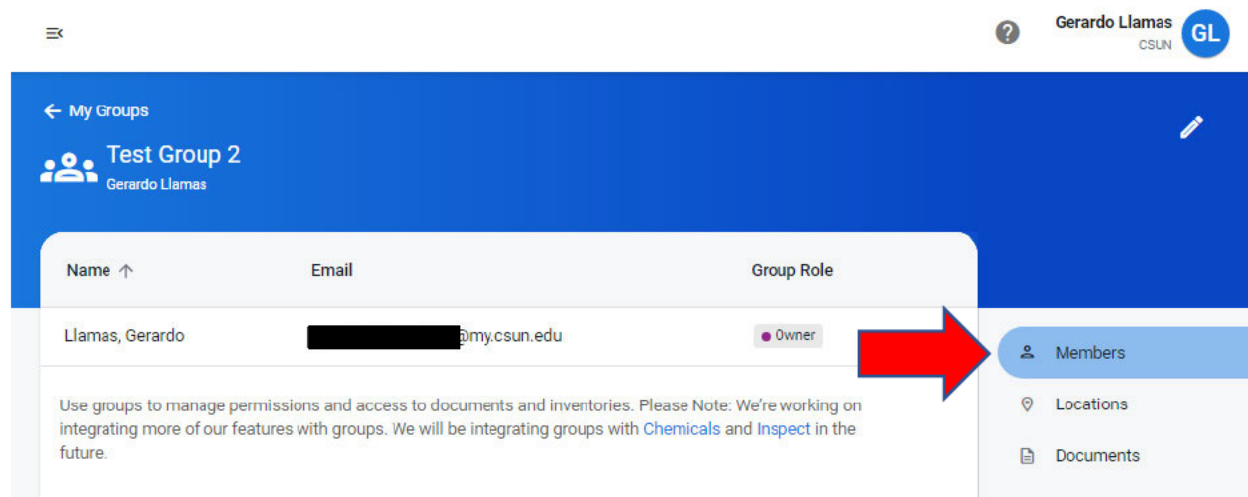 Gerardo Llamas
CSUN
GL
My Groups
Test Group 2
Gerardo Llamas
Name
Email
Group Role
Llamas, Gerardo
@my.csun.edu
Owner
Use groups to manage permissions and access to documents and inventories. Please Note: We're working on
integrating more of our features with groups. We will be integrating groups with Chemicals and Inspect in the
future.
Members
Locations
Documents